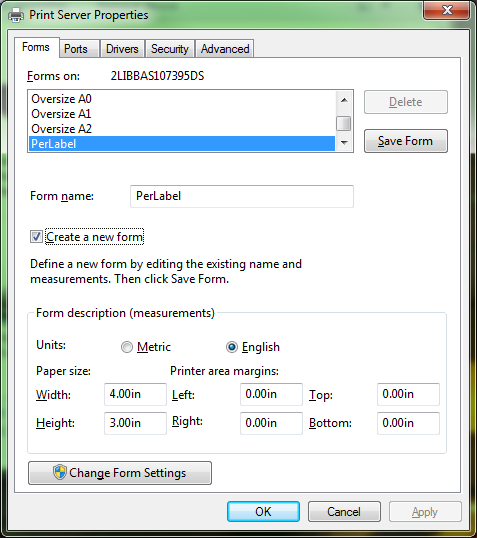 Print Server Properties
Forms Ports Drivers Security Advanced
Forms on: 2LIBBAS107395DS
Oversize A0
Oversize A1
Oversize A2
PerLabel
Delete
Save Form
Form name: PerLabel
Create a new form
Define a new form by editing the existing name and
measurements. Then click Save Form.
Form description (measurements)
Units: Metric English
Paper size: Printer area margins:
Width: 4.00in Left: 0.00in Top: 0.00in
Height: 3.00in Right: 0.00in Bottom: 0.00in
Change Form Settings
OK Cancel Apply